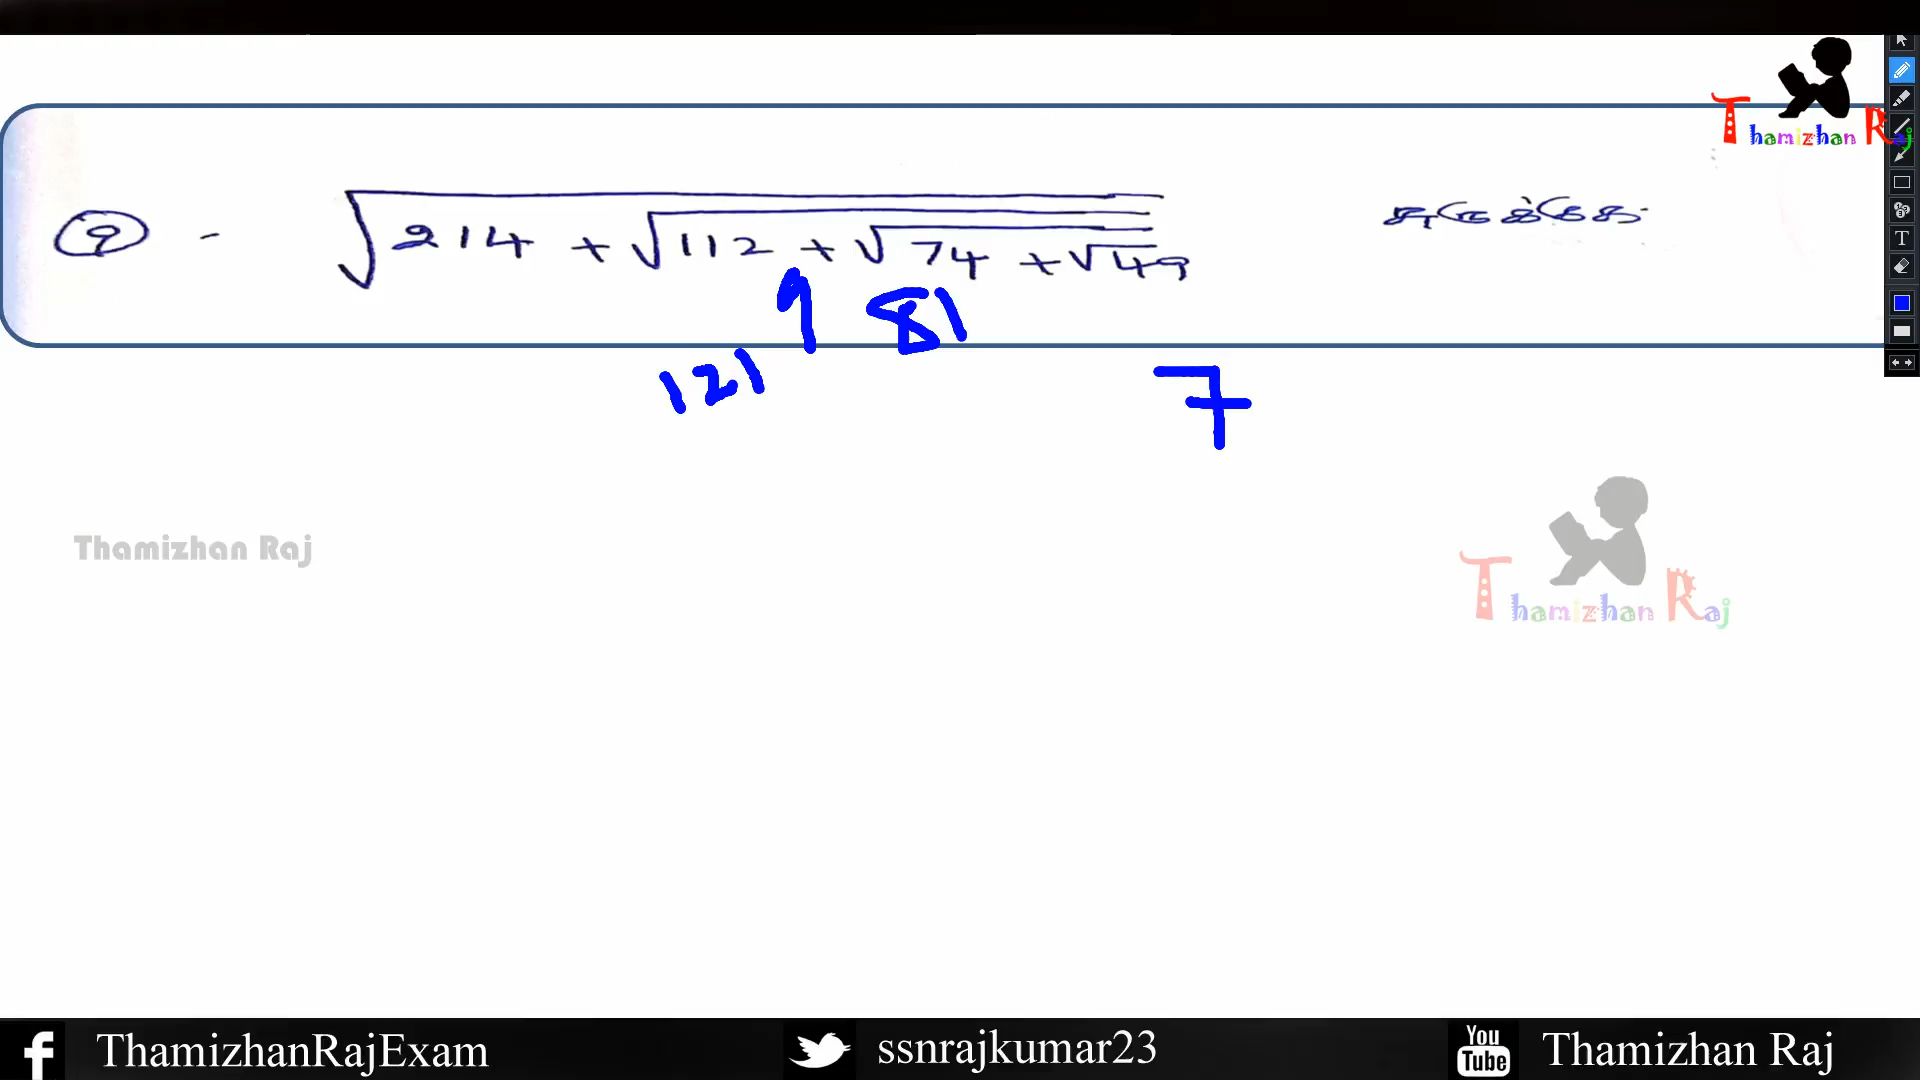 Thamizhan Raj
9 - √214 + √112 + √74 + √49 சுருக்குக
9 81
121
7
Thamizhan Raj
Thamizhan Raj
ThamizhanRajExam ssnrajkumar23 You Tube Thamizhan Raj